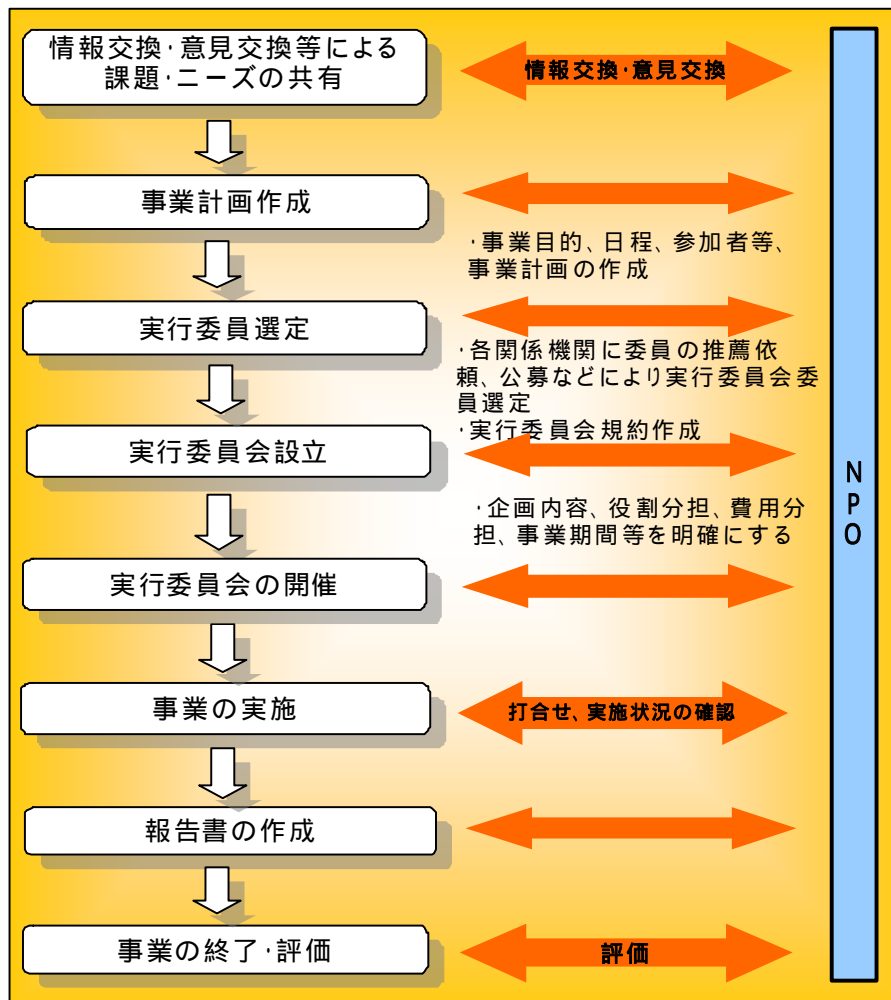 情報交換・意見交換等による
課題・ニーズの共有
情報交換・意見交換
事業計画作成
・事業目的、日程、参加者等、
事業計画の作成
実行委員選定
・各関係機関に委員の推薦依
頼、公募などにより実行委員会委
員選定
・実行委員会規約作成
実行委員会設立
・企画内容、役割分担、費用分
担、事業期間等を明確にする
実行委員会の開催
事業の実施
打合せ、実施状況の確認
報告書の作成
事業の終了・評価
評価
NPO